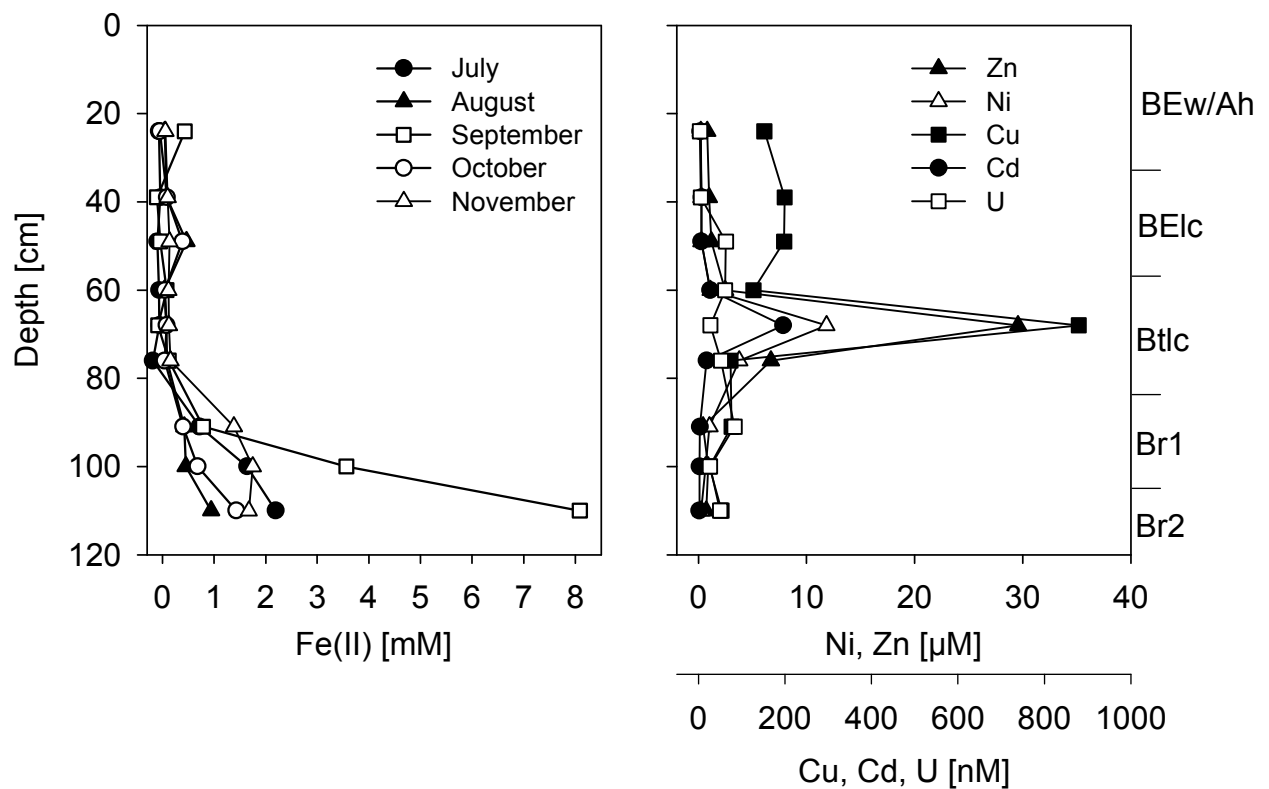 0
20
40
60
80
100
120
Depth [cm]
July
August
September
October
November
0 1 2 3 4 5 6 7 8
Fe(II) [mM]
Zn
Ni
Cu
Cd
U
0 10 20 30 40
Ni, Zn [µM]
0 200 400 600 800 1000
Cu, Cd, U [nM]
BEw/Ah
BElc
Btlc
Br1
Br2